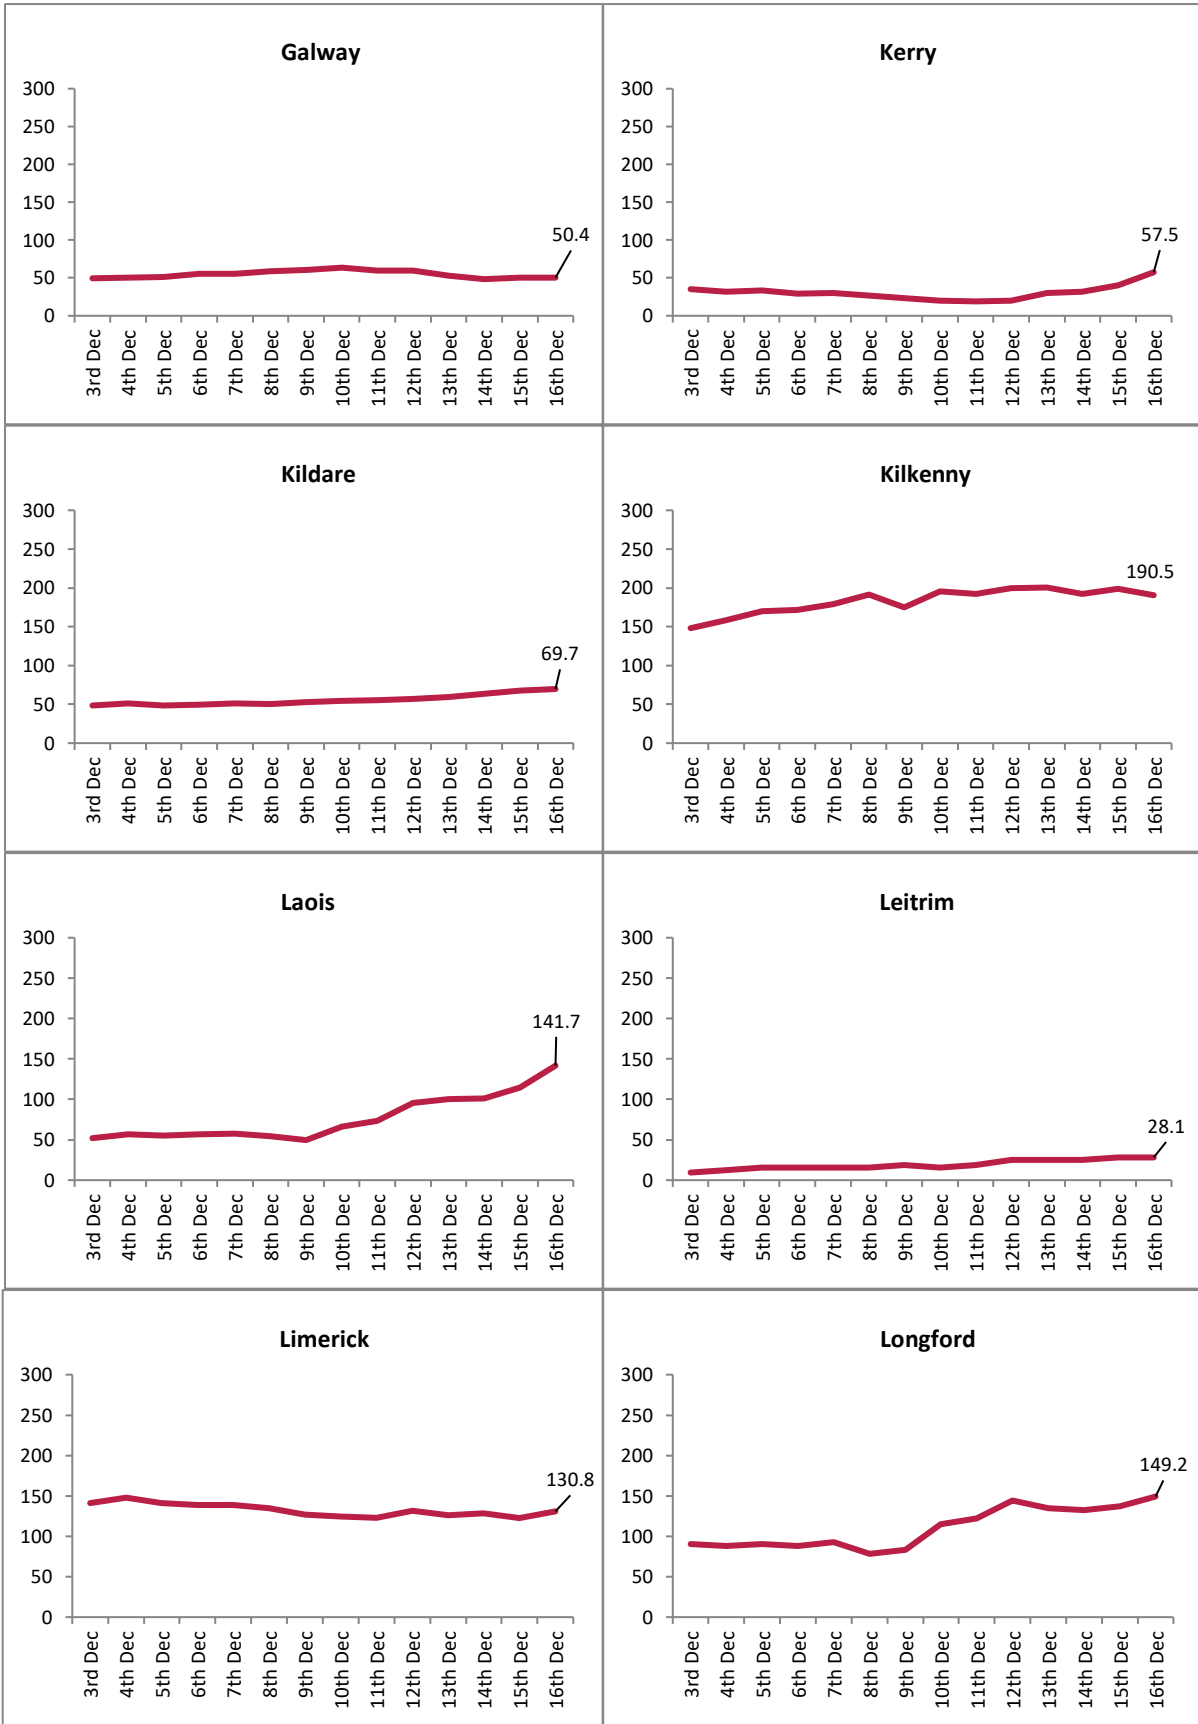 Galway
300
250
200
150
100
50
0
50.4
3rd Dec
4th Dec
5th Dec
6th Dec
7th Dec
8th Dec
9th Dec
10th Dec
11th Dec
12th Dec
13th Dec
14th Dec
15th Dec
16th Dec
Kerry
300
250
200
150
100
50
0
57.5
3rd Dec
4th Dec
5th Dec
6th Dec
7th Dec
8th Dec
9th Dec
10th Dec
11th Dec
12th Dec
13th Dec
14th Dec
15th Dec
16th Dec
Kildare
300
250
200
150
100
50
0
69.7
3rd Dec
4th Dec
5th Dec
6th Dec
7th Dec
8th Dec
9th Dec
10th Dec
11th Dec
12th Dec
13th Dec
14th Dec
15th Dec
16th Dec
Kilkenny
300
250
200
150
100
50
0
190.5
3rd Dec
4th Dec
5th Dec
6th Dec
7th Dec
8th Dec
9th Dec
10th Dec
11th Dec
12th Dec
13th Dec
14th Dec
15th Dec
16th Dec
Laois
300
250
200
150
100
50
0
141.7
3rd Dec
4th Dec
5th Dec
6th Dec
7th Dec
8th Dec
9th Dec
10th Dec
11th Dec
12th Dec
13th Dec
14th Dec
15th Dec
16th Dec
Leitrim
300
250
200
150
100
50
0
28.1
3rd Dec
4th Dec
5th Dec
6th Dec
7th Dec
8th Dec
9th Dec
10th Dec
11th Dec
12th Dec
13th Dec
14th Dec
15th Dec
16th Dec
Limerick
300
250
200
150
100
50
0
130.8
3rd Dec
4th Dec
5th Dec
6th Dec
7th Dec
8th Dec
9th Dec
10th Dec
11th Dec
12th Dec
13th Dec
14th Dec
15th Dec
16th Dec
Longford
300
250
200
150
100
50
0
149.2
3rd Dec
4th Dec
5th Dec
6th Dec
7th Dec
8th Dec
9th Dec
10th Dec
11th Dec
12th Dec
13th Dec
14th Dec
15th Dec
16th Dec